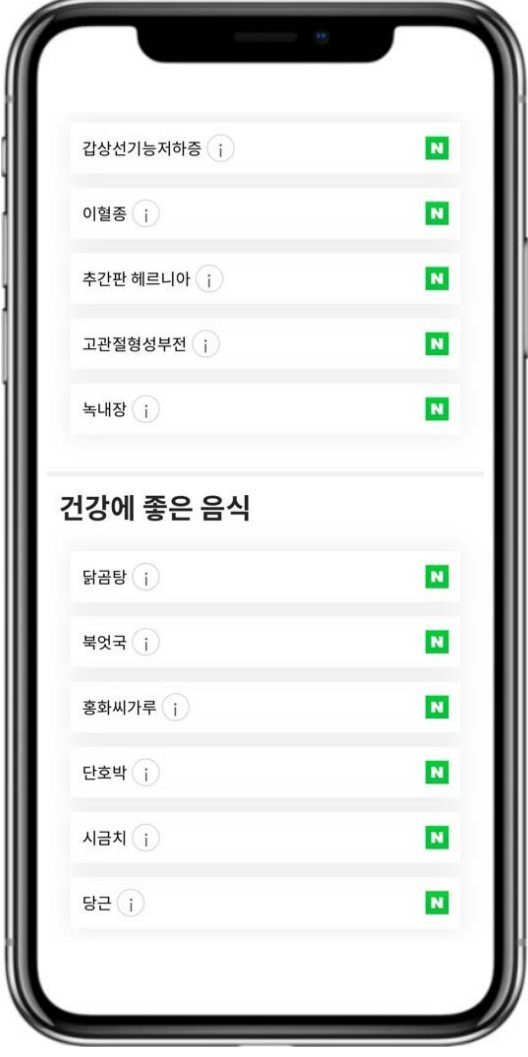 갑상선기능저하증 i N
이혈종 i N
추간판 헤르니아 i N
고관절형성부전 i N
녹내장 i N
건강에 좋은 음식
닭곰탕 i N
북엇국 i N
홍화씨가루 i N
단호박 i N
시금치 i N
당근 i N